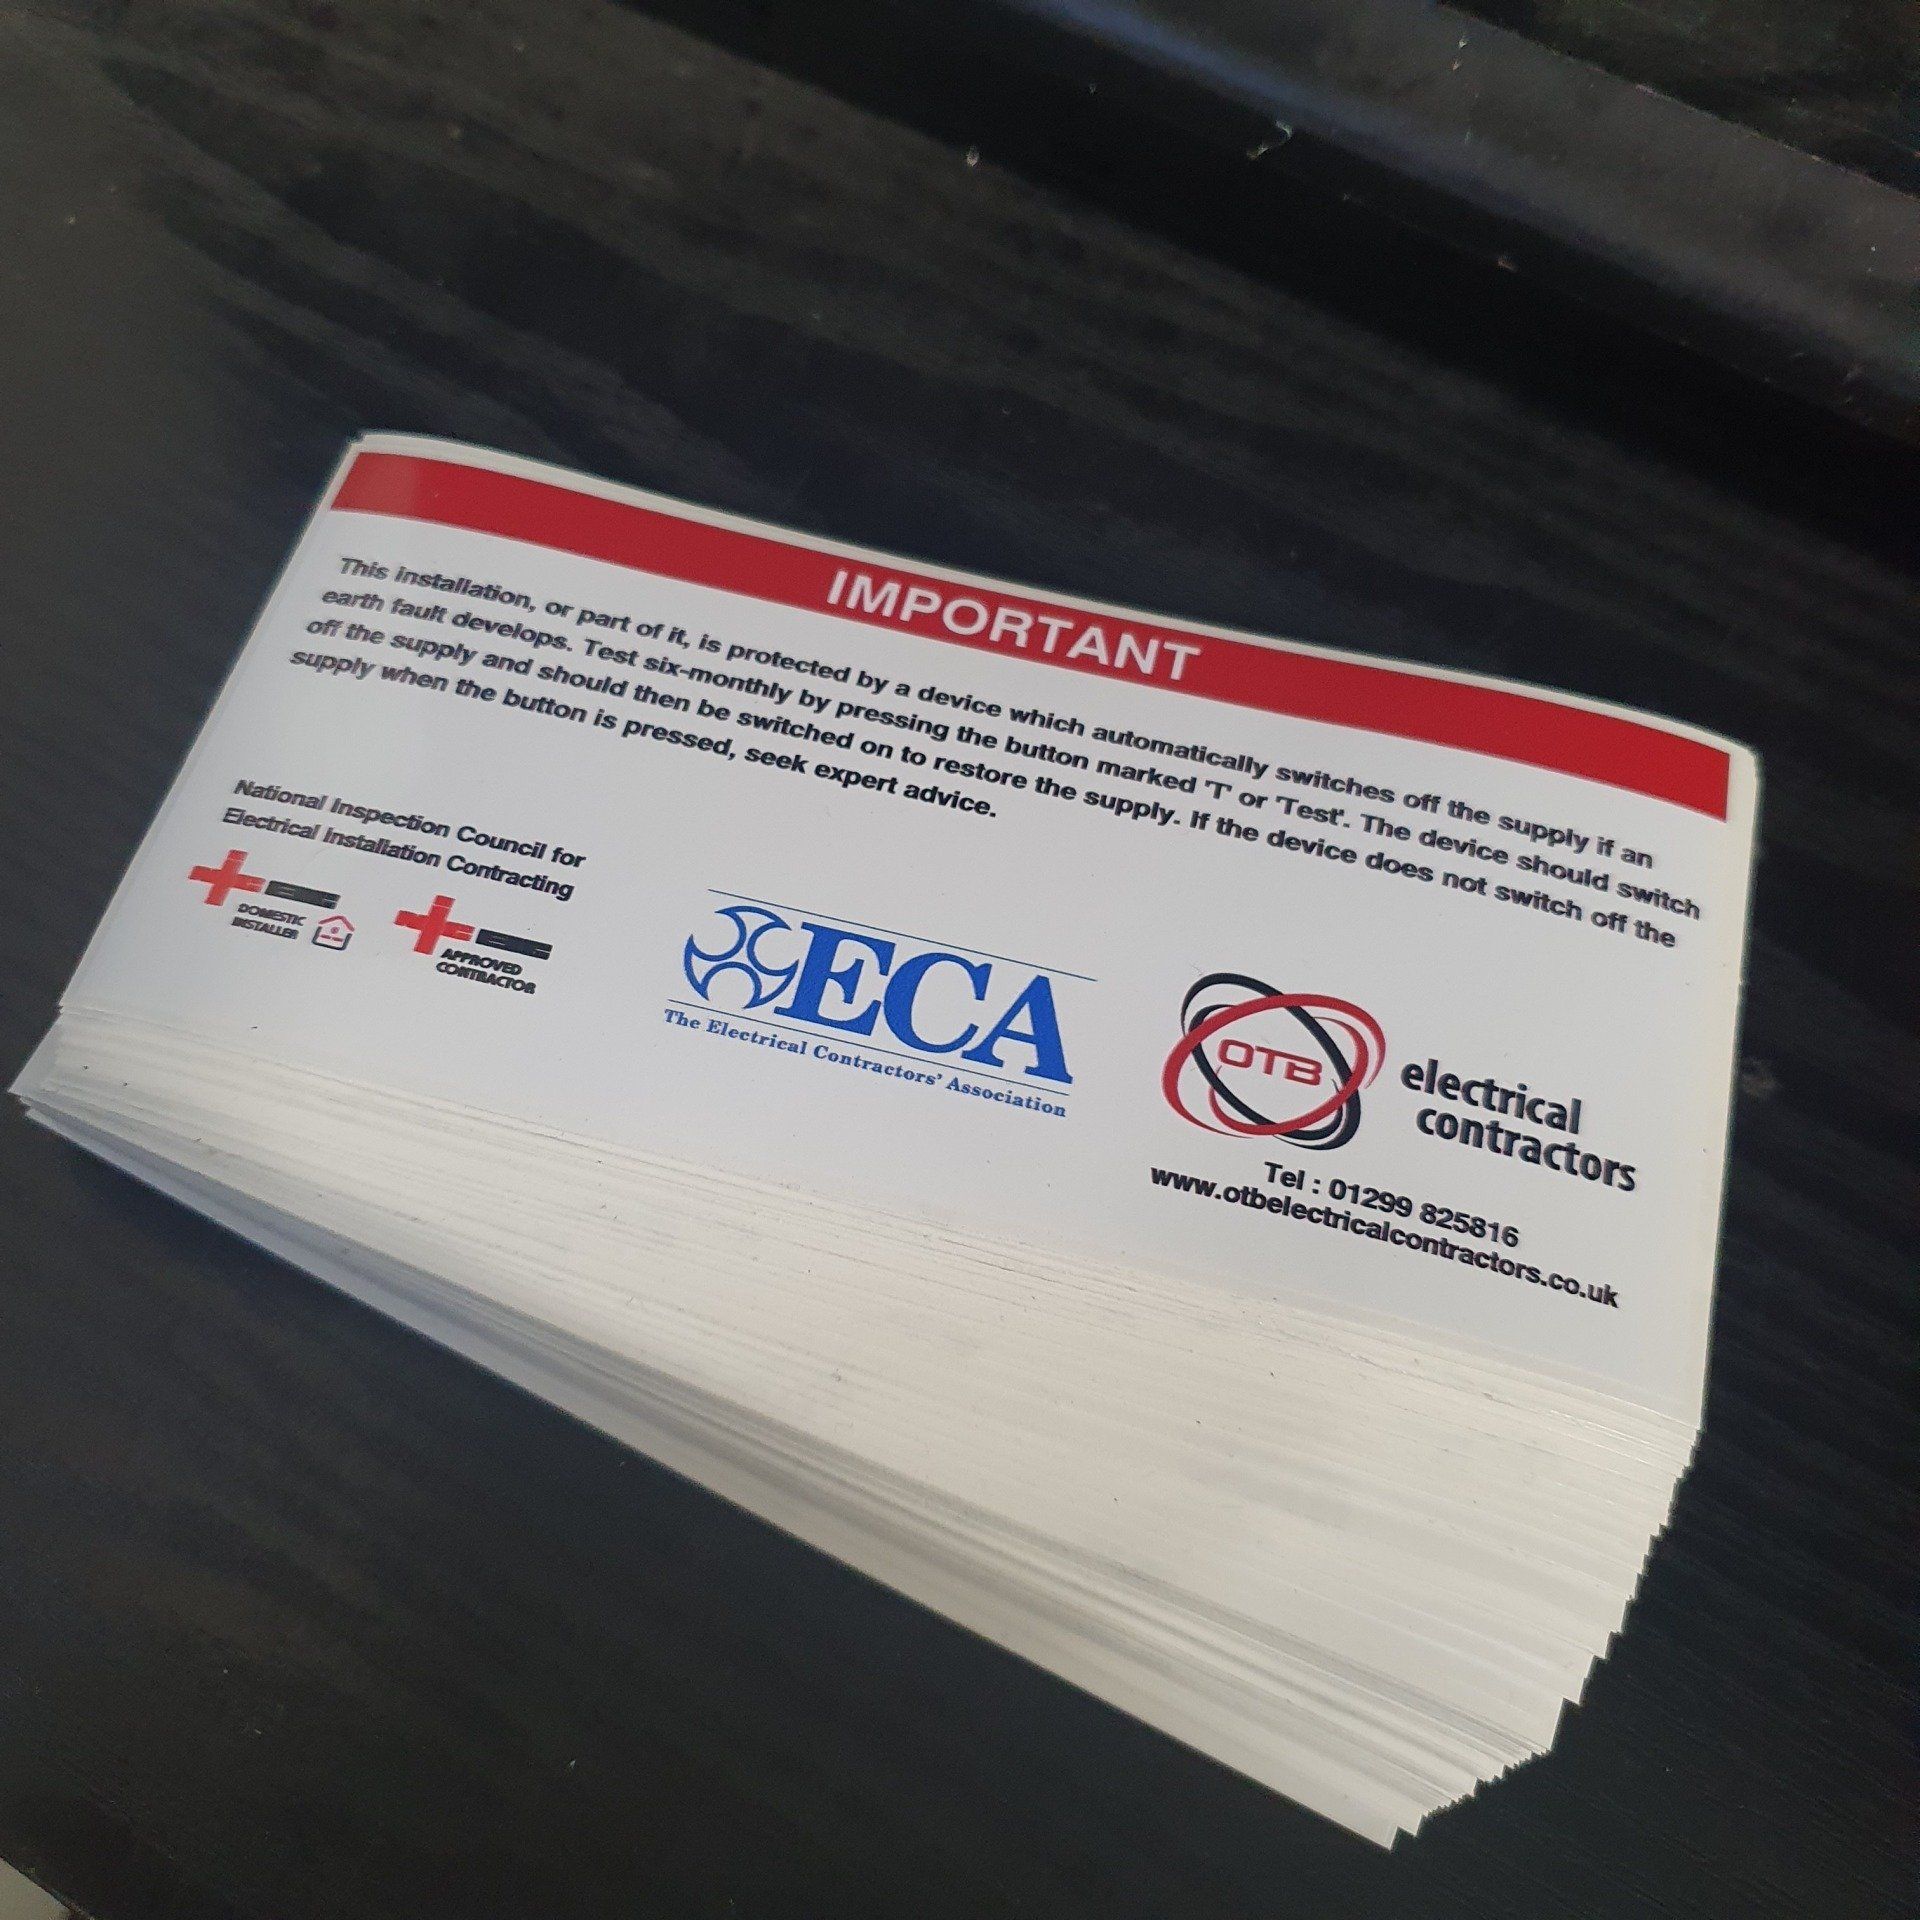 IMPORTANT
This installation, or part of it, is protected by a device which automatically switches off the supply if an
earth fault develops. Test six-monthly by pressing the button marked 'T' or 'Test'. The device should switch
off the supply and should then be switched on to restore the supply. If the device does not switch off the
supply when the button is pressed, seek expert advice.
National Inspection Council for
Electrical Installation Contracting
DOMESTIC
INSTALLER
APPROVED
CONTRACTOR
ECA
The Electrical Contractors' Association
OTB
electrical
contractors
Tel : 01299 825816
www.otbelectricalcontractors.co.uk